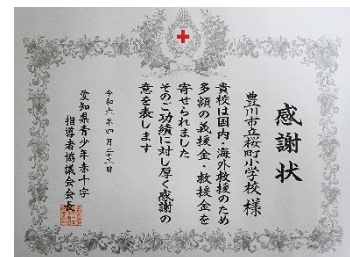 感謝状
豊川市立桜町小学校 様
貴校は国内・海外救援のため
多額の義援金・救援金を
寄せられました
そのご功績に対し厚く感謝の
意を表します
令和六年四月二十二日
愛知県青少年赤十字
指導者協議会会長